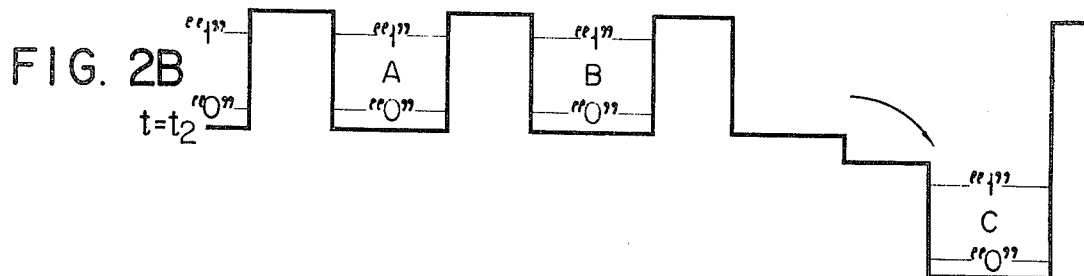 “1” “1” “1”
FIG. 2B A B
“0” “0” “0”
t=t2
“1”
C
“0”